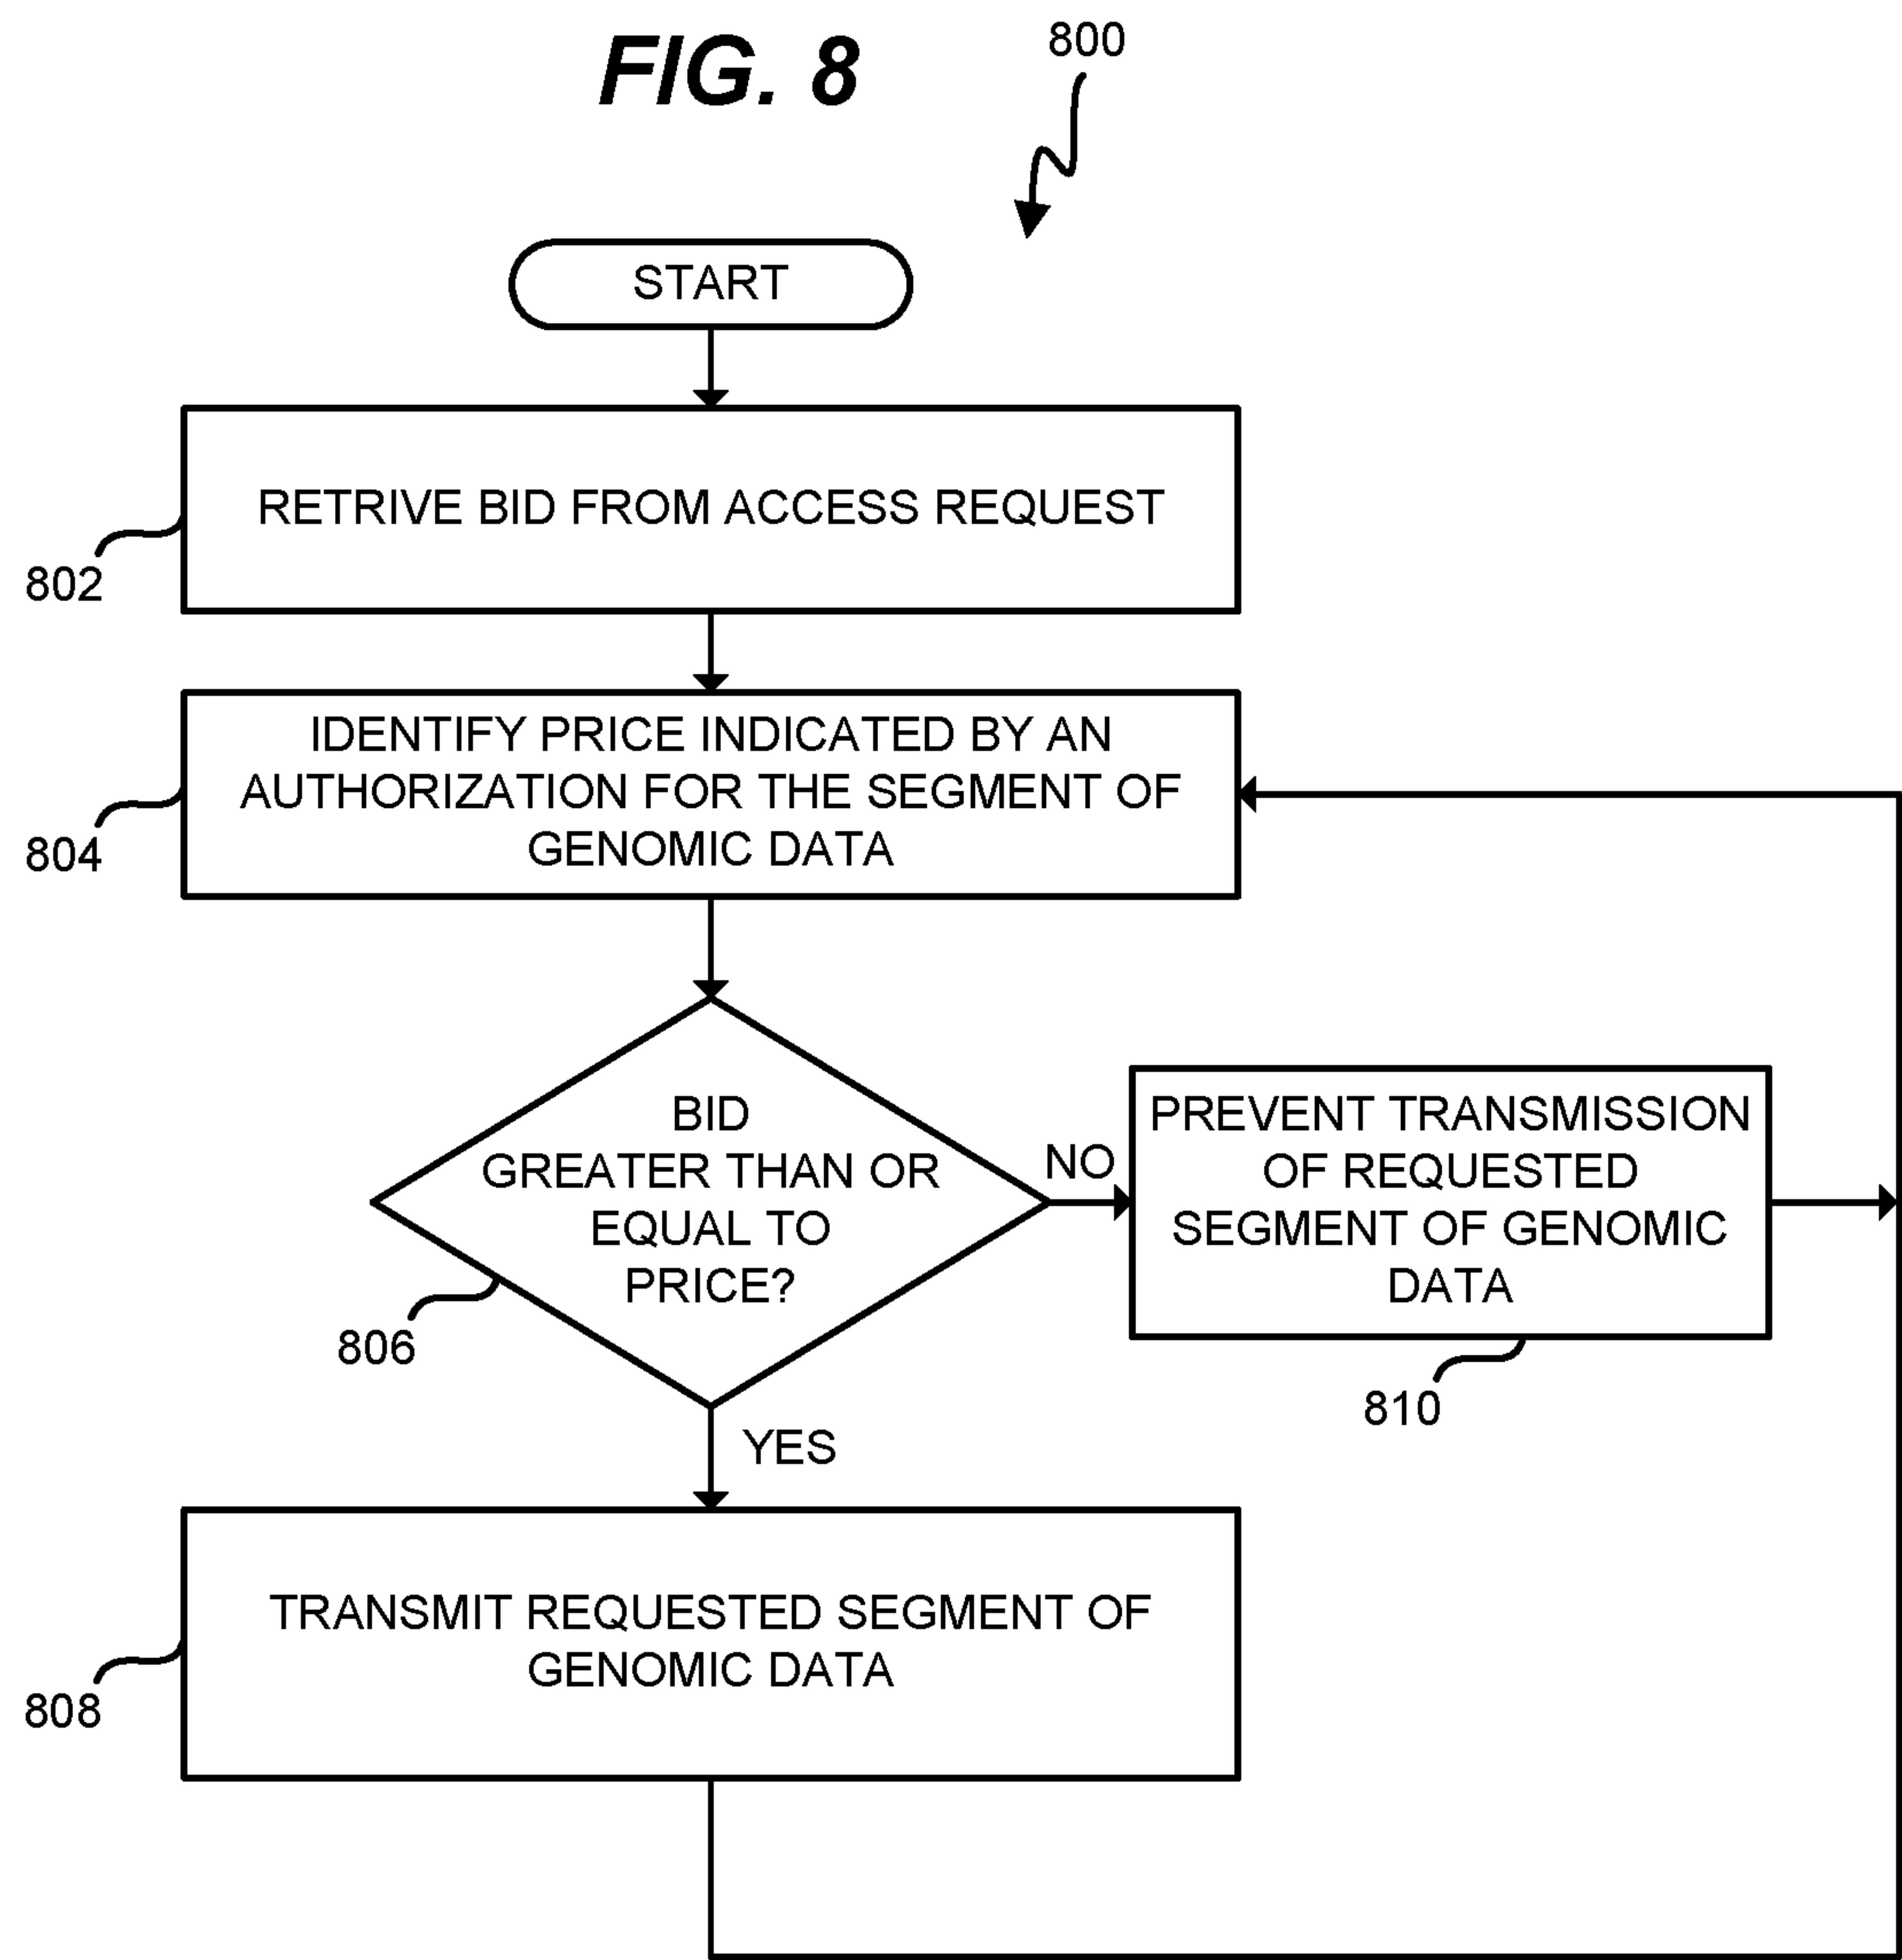 FIG. 8
800
START
RETRIVE BID FROM ACCESS REQUEST
802
IDENTIFY PRICE INDICATED BY AN
AUTHORIZATION FOR THE SEGMENT OF
GENOMIC DATA
804
BID
GREATER THAN OR
EQUAL TO
PRICE?
806
NO
PREVENT TRANSMISSION
OF REQUESTED
SEGMENT OF GENOMIC
DATA
810
YES
TRANSMIT REQUESTED SEGMENT OF
GENOMIC DATA
808